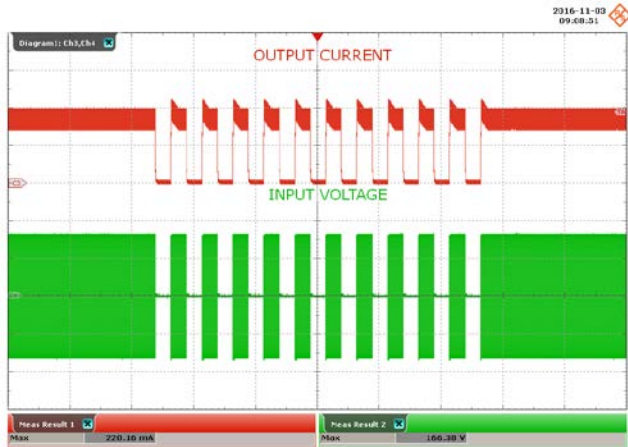 2016-11-03
09:08:51
Diagram1: Ch3,Ch4
OUTPUT CURRENT
INPUT VOLTAGE
Meas Result 1
Meas Result 2
Max 220.16 mA
Max 166.38 V